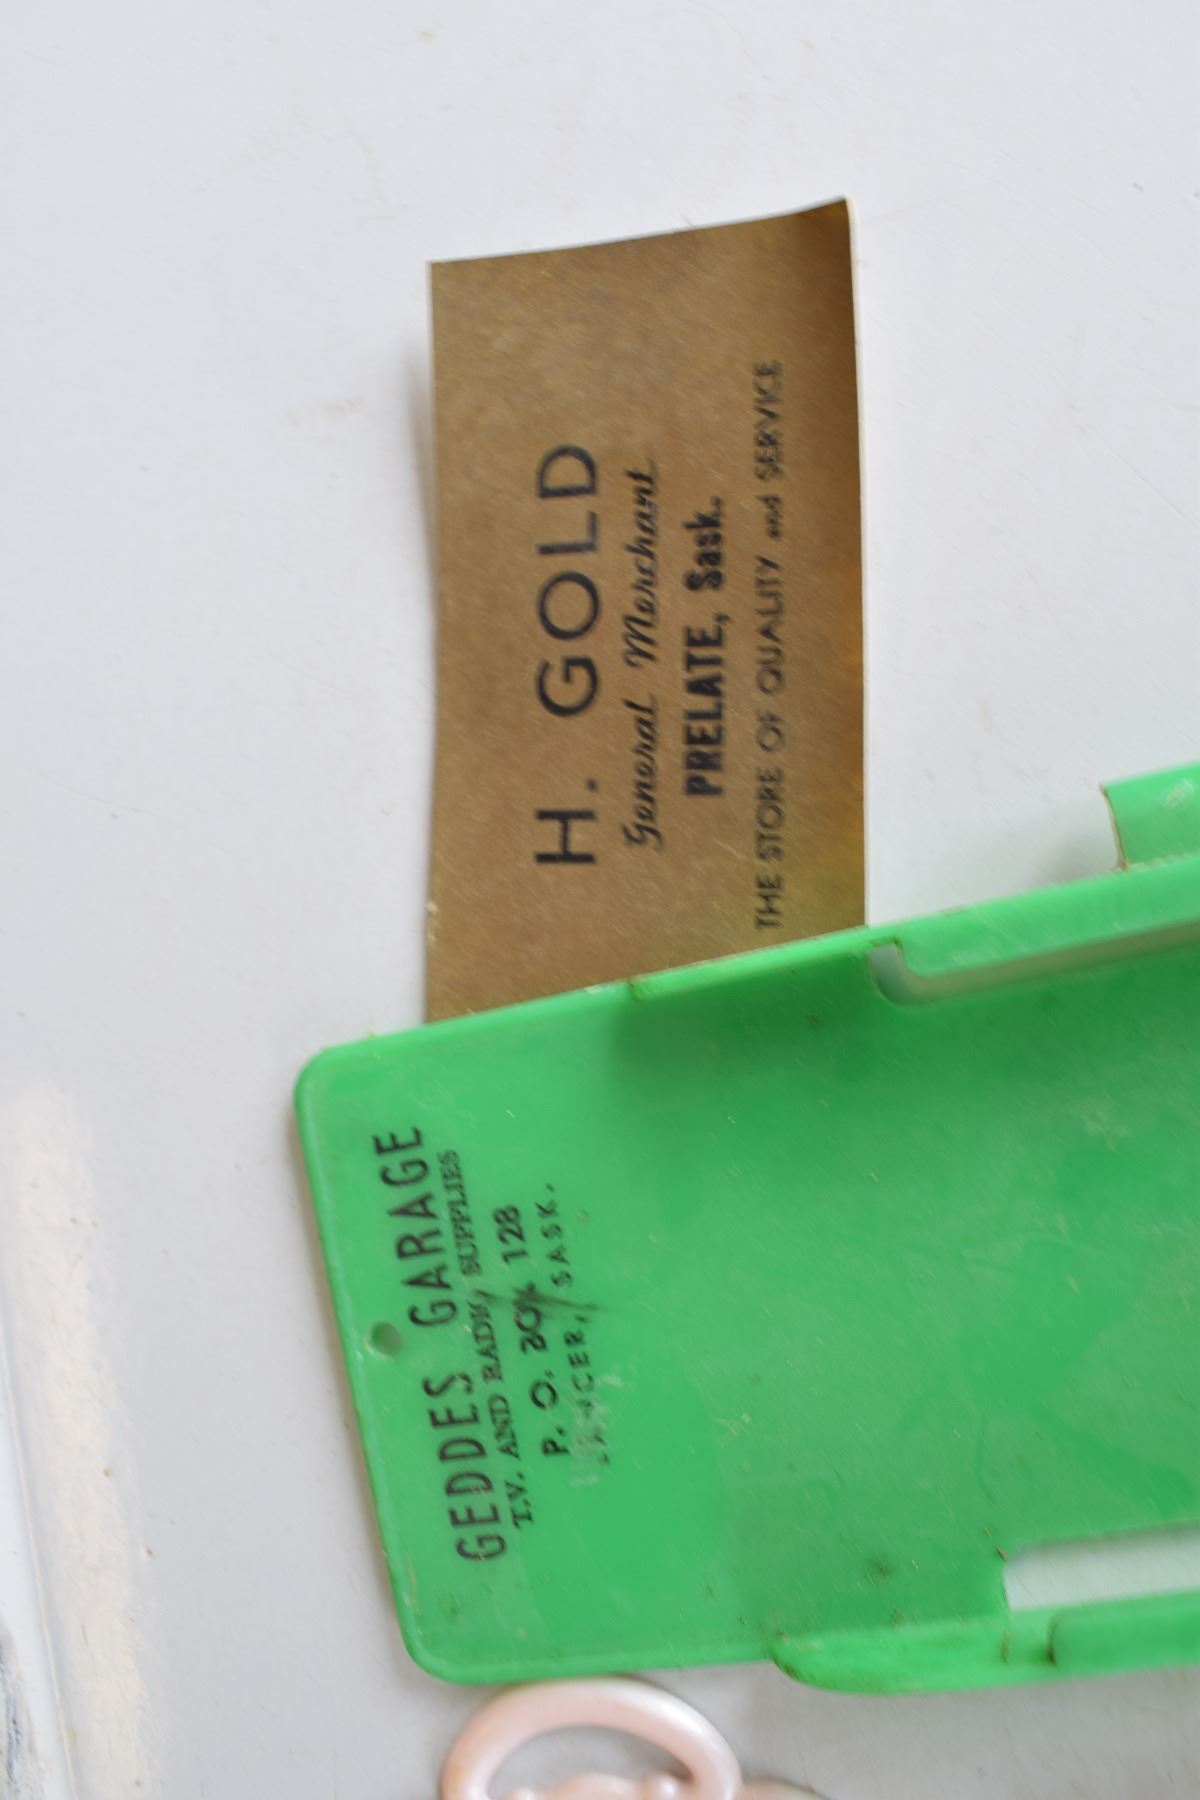 H. GOLD
General Merchant
PRELATE, Sask.
THE STORE OF QUALITY and SERVICE
GEDDES GARAGE
T.V. AND RADIO SUPPLIES
P. O. BOX 128
LANCER, SASK.